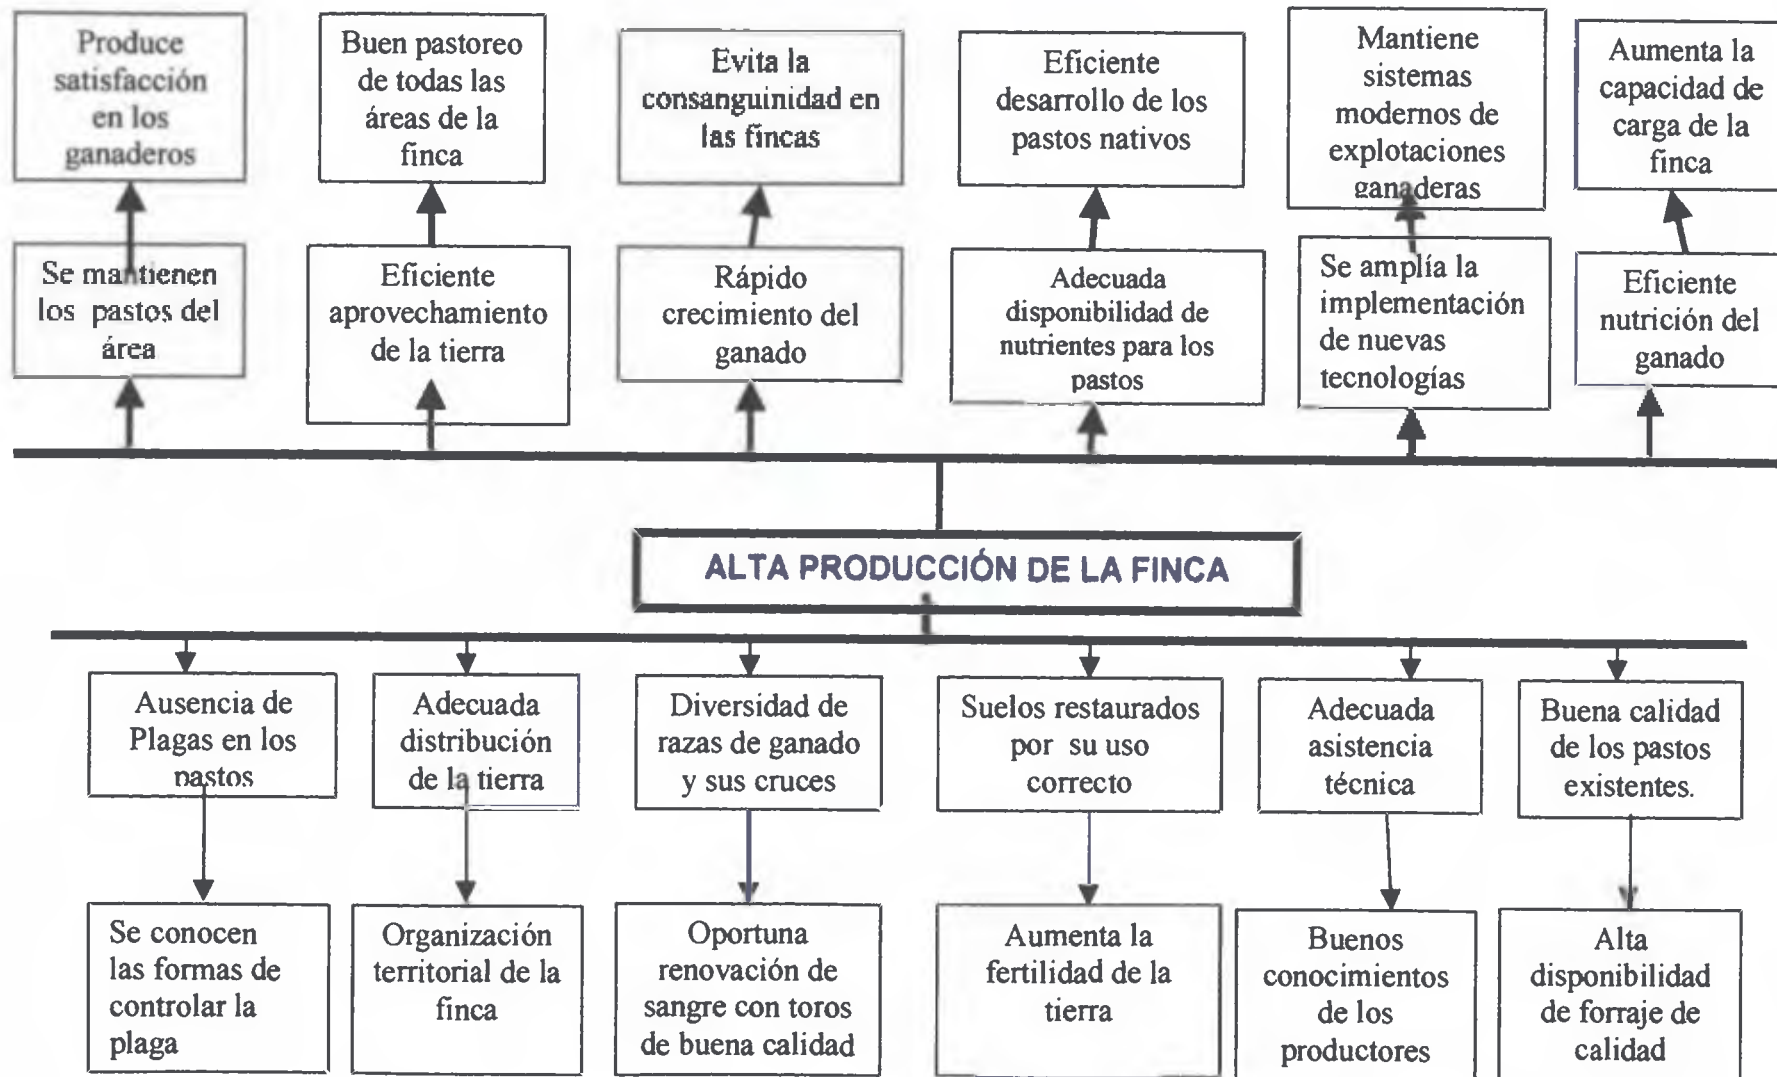 Produce
satisfacción
en los
ganaderos
Buen pastoreo
de todas las
áreas de la
finca
Evita la
consanguinidad en
las fincas
Eficiente
desarrollo de los
pastos nativos
Mantiene
sistemas
modernos de
explotaciones
ganaderas
Aumenta la
capacidad de
carga de la
finca
Se mantienen
los pastos del
área
Eficiente
aprovechamiento
de la tierra
Rápido
crecimiento del
ganado
Adecuada
disponibilidad de
nutrientes para los
pastos
Se amplía la
implementación
de nuevas
tecnologías
Eficiente
nutrición del
ganado
ALTA PRODUCCIÓN DE LA FINCA
Ausencia de
Plagas en los
pastos
Adecuada
distribución
de la tierra
Diversidad de
razas de ganado
y sus cruces
Suelos restaurados
por su uso
correcto
Adecuada
asistencia
técnica
Buena calidad
de los pastos
existentes.
Se conocen
las formas de
controlar la
plaga
Organización
territorial de la
finca
Oportuna
renovación de
sangre con toros
de buena calidad
Aumenta la
fertilidad de la
tierra
Buenos
conocimientos
de los
productores
Alta
disponibilidad
de forraje de
calidad